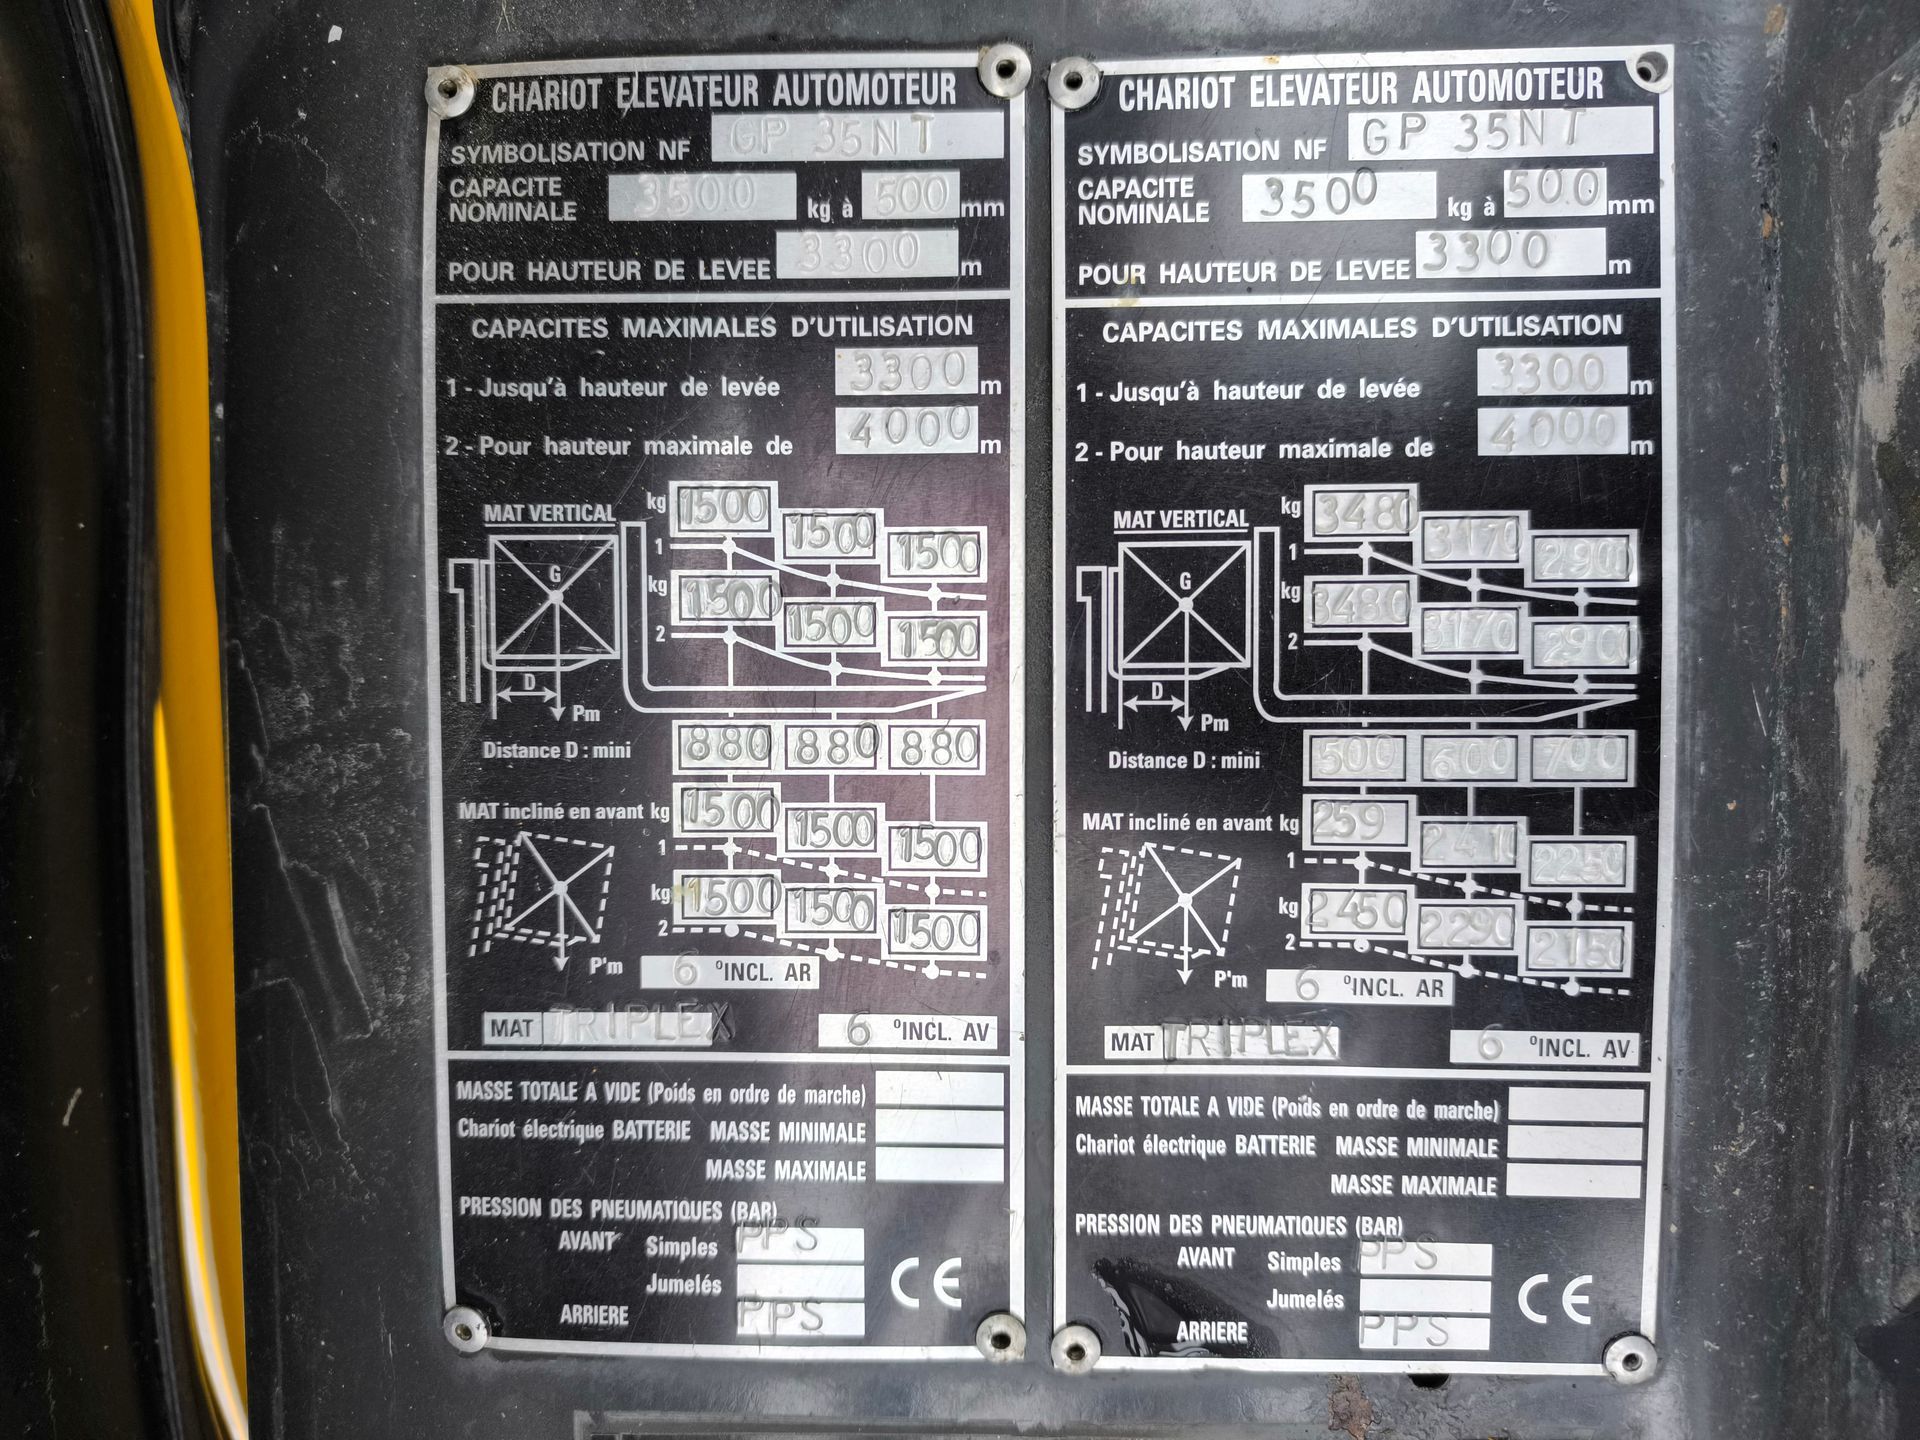 CHARIOT ELEVATEUR AUTOMOTEUR
SYMBOLISATION NF GP 35NT
CAPACITE NOMINALE 3500 kg à 500 mm
POUR HAUTEUR DE LEVEE 3300 m
CAPACITES MAXIMALES D'UTILISATION
1 - Jusqu'à hauteur de levée 3300 m
2 - Pour hauteur maximale de 4000 m
MAT VERTICAL
kg 1500 1500 1500
1
G
kg 1500 1500 1500
2
D
Pm
Distance D : mini 880 880 880
MAT incliné en avant kg 1500 1500 1500
1
kg 1500 1500 1500
2
P'm
6 °INCL. AR
MAT TRIPLEX 6 °INCL. AV
MASSE TOTALE A VIDE (Poids en ordre de marche)
Chariot électrique BATTERIE MASSE MINIMALE
MASSE MAXIMALE
PRESSION DES PNEUMATIQUES (BAR)
AVANT Simples PPS
Jumelés
ARRIERE PPS
CE
CHARIOT ELEVATEUR AUTOMOTEUR
SYMBOLISATION NF GP 35NT
CAPACITE NOMINALE 3500 kg à 500 mm
POUR HAUTEUR DE LEVEE 3300 m
CAPACITES MAXIMALES D'UTILISATION
1 - Jusqu'à hauteur de levée 3300 m
2 - Pour hauteur maximale de 4000 m
MAT VERTICAL
kg 3480 3170 2900
1
G
kg 3480 3170 2900
2
D
Pm
Distance D : mini 500 600 700
MAT incliné en avant kg 259 2410 2250
1
kg 2450 2290 2150
2
P'm
6 °INCL. AR
MAT TRIPLEX 6 °INCL. AV
MASSE TOTALE A VIDE (Poids en ordre de marche)
Chariot électrique BATTERIE MASSE MINIMALE
MASSE MAXIMALE
PRESSION DES PNEUMATIQUES (BAR)
AVANT Simples PPS
Jumelés
ARRIERE PPS
CE